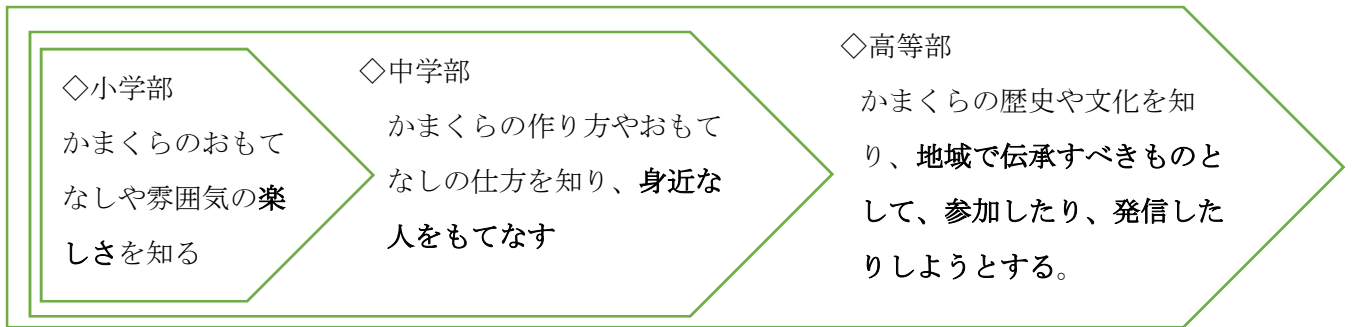 ◇小学部
かまくらのおもて
なしや雰囲気の楽
しさを知る
◇中学部
かまくらの作り方やおもて
なしの仕方を知り、身近な
人をもてなす
◇高等部
かまくらの歴史や文化を知
り、地域で伝承すべきものと
して、参加したり、発信した
りしようとする。